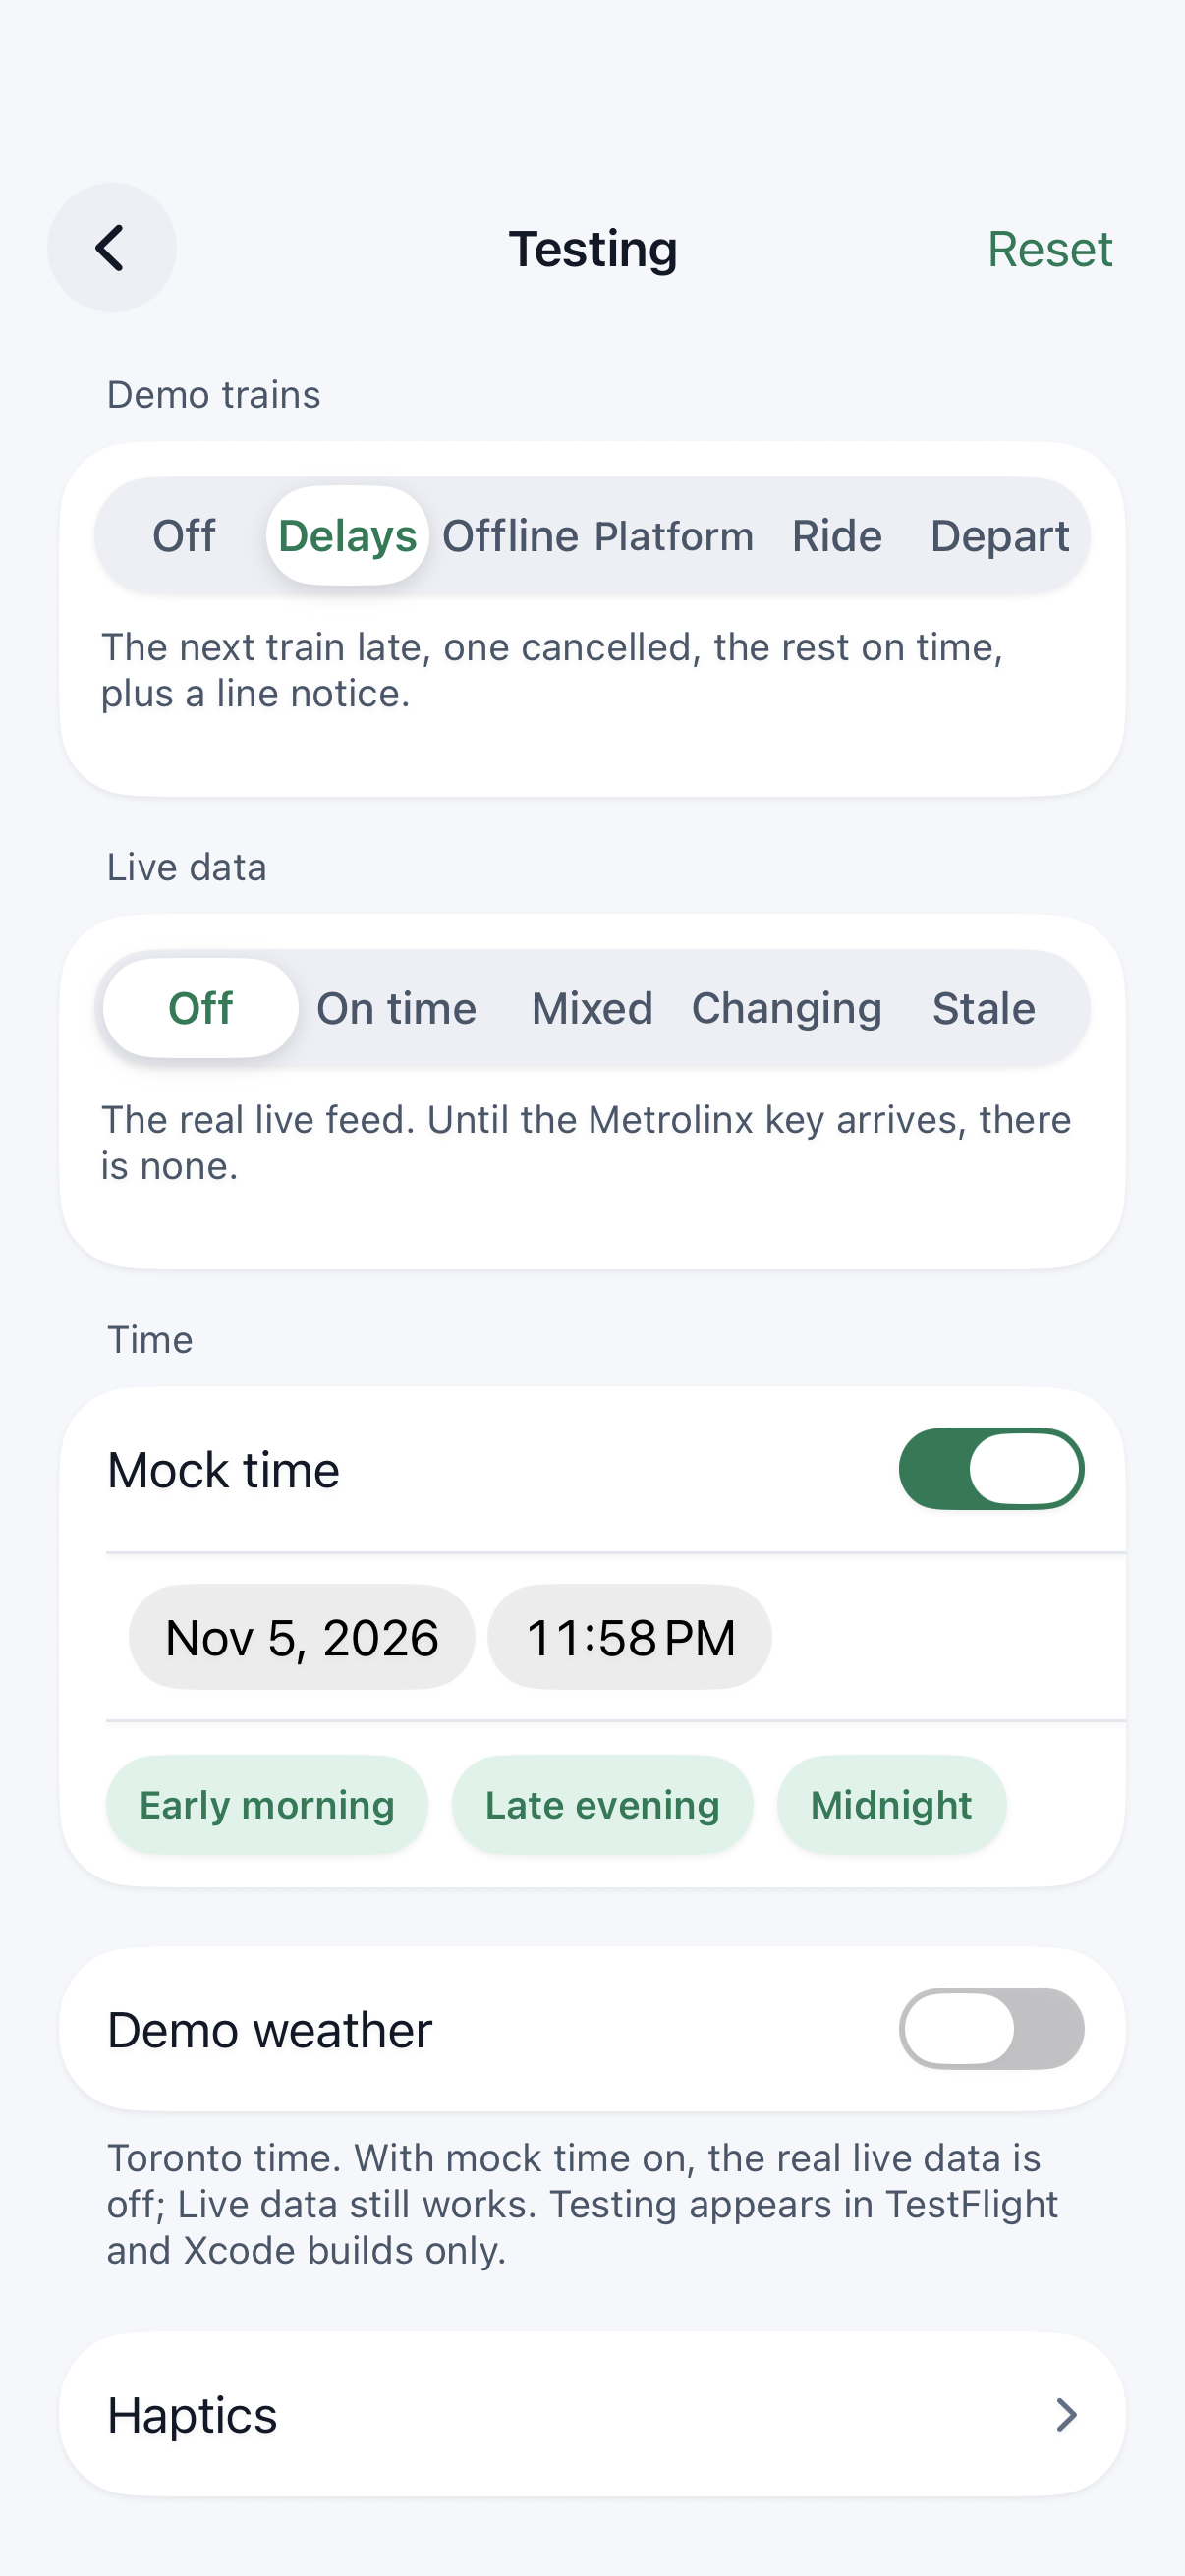 Testing
Reset
Demo trains
Off Delays Offline Platform Ride Depart
The next train late, one cancelled, the rest on time,
plus a line notice.
Live data
Off On time Mixed Changing Stale
The real live feed. Until the Metrolinx key arrives, there
is none.
Time
Mock time
Nov 5, 2026 11:58 PM
Early morning Late evening Midnight
Demo weather
Toronto time. With mock time on, the real live data is
off; Live data still works. Testing appears in TestFlight
and Xcode builds only.
Haptics